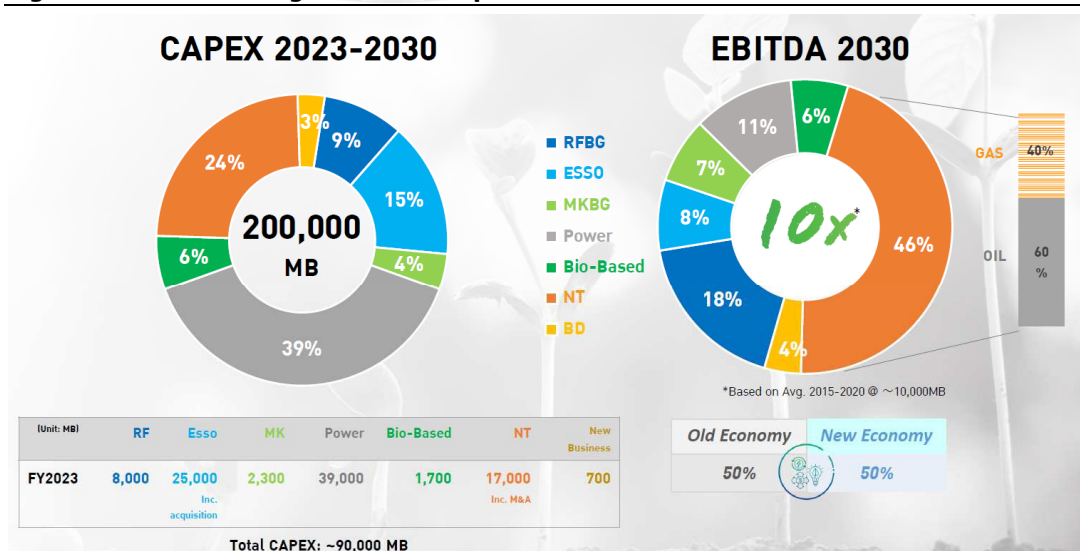 CAPEX 2023-2030
EBITDA 2030
3%
9%
15%
4%
39%
6%
24%
200,000
MB
RFBG
ESSO
MKBG
Power
Bio-Based
NT
BD
6%
46%
4%
18%
8%
7%
11%
10x*
GAS
40%
OIL
60
%
*Based on Avg. 2015-2020 @ ～10,000MB
(Unit: MB) RF Esso MK Power Bio-Based NT New
Business
FY2023 8,000 25,000 2,300 39,000 1,700 17,000 700
Inc. Inc. M&A
acquisition
Total CAPEX: ~90,000 MB
Old Economy New Economy
50% 50%